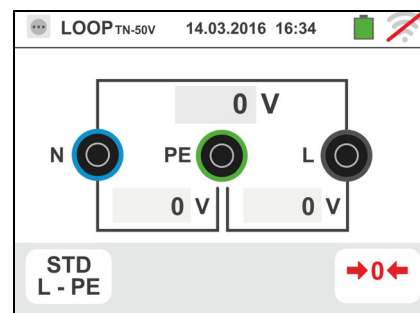 LOOP TN-50V 14.03.2016 16:34
0 V
N PE L
0 V 0 V
STD
L - PE
→0←